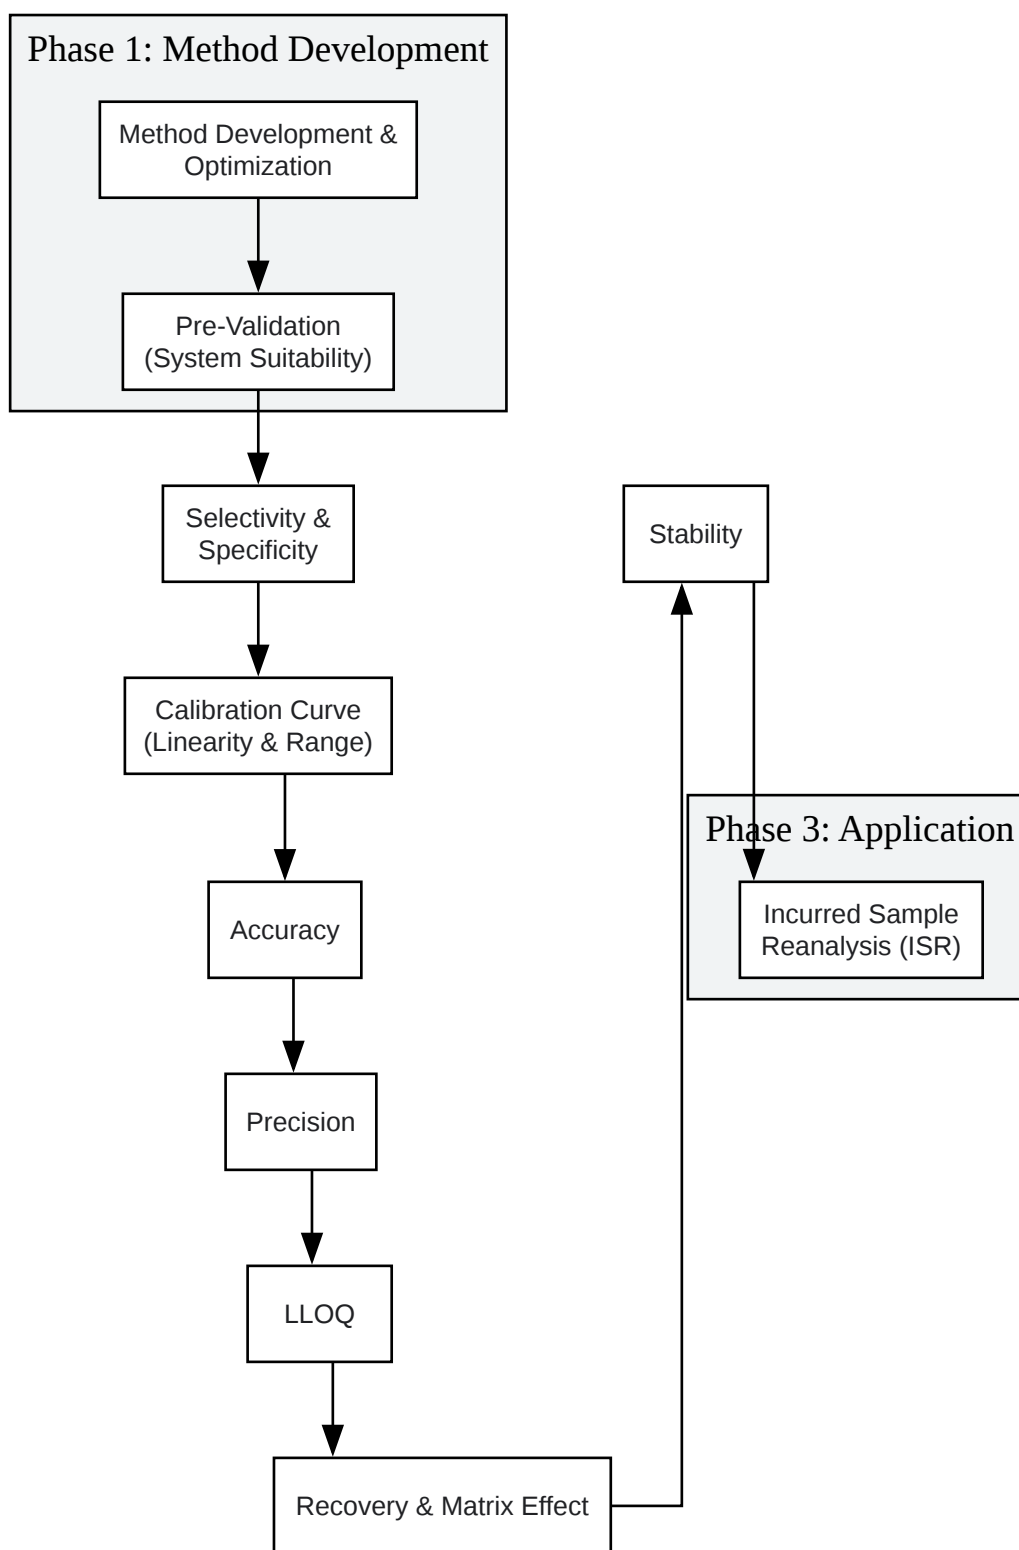 Phase 1: Method Development
Method Development &
Optimization
Pre-Validation
(System Suitability)
Selectivity &
Specificity
Calibration Curve
(Linearity & Range)
Accuracy
Precision
LLOQ
Recovery & Matrix Effect
Stability
Phase 3: Application
Incurred Sample
Reanalysis (ISR)